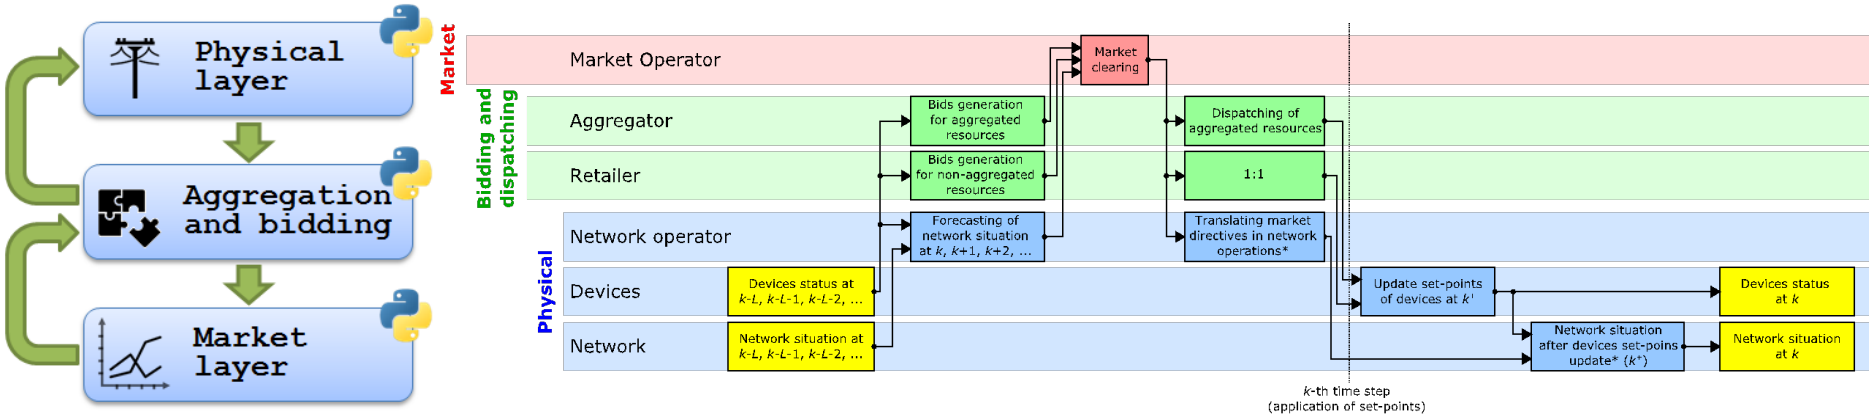 Physical
layer
Aggregation
and bidding
Market
layer
Market
Bidding and
dispatching
Physical
Market Operator
Market
clearing
Aggregator
Bids generation
for aggregated
resources
Dispatching of
aggregated resources
Retailer
Bids generation
for non-aggregated
resources
1:1
Network operator
Forecasting of
network situation
at k, k+1, k+2, ...
Translating market
directives in network
operations*
Devices
Devices status at
k-L, k-L-1, k-L-2, ...
Update set-points
of devices at k⁺
Devices status
at k
Network
Network situation at
k-L, k-L-1, k-L-2, ...
Network situation
after devices set-poins
update* (k⁺)
Network situation
at k
k-th time step
(application of set-points)